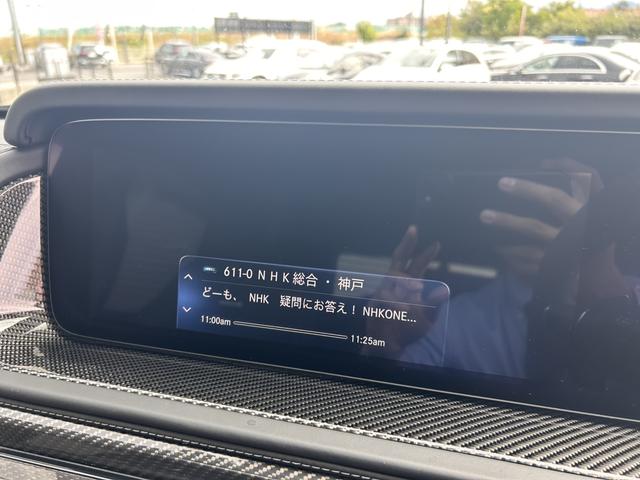 611-0 ＮＨＫ総合 ・ 神戸
どーも、 NHK 疑問にお答え！ NHKONE...
11:00am
11:25am